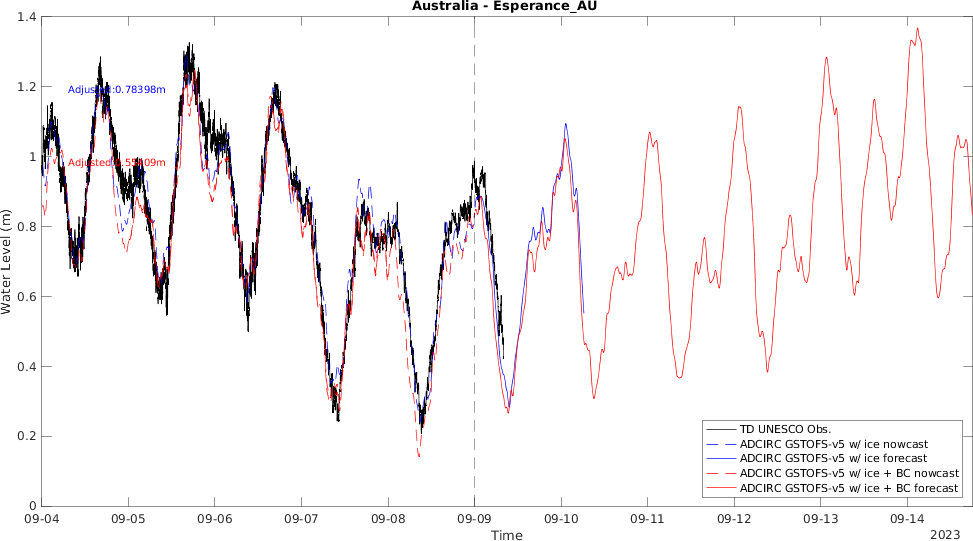 Australia - Esperance_AU
1.4
1.2
1
0.8
0.6
0.4
0.2
0
Water Level (m)
Adjusted:0.78398m
TD UNESCO Obs.
ADCIRC GSTOFS-v5 w/ ice nowcast
ADCIRC GSTOFS-v5 w/ ice forecast
ADCIRC GSTOFS-v5 w/ ice + BC nowcast
ADCIRC GSTOFS-v5 w/ ice + BC forecast
09-04
09-05
09-06
09-07
09-08
09-09
09-10
09-11
09-12
09-13
09-14
Time
2023